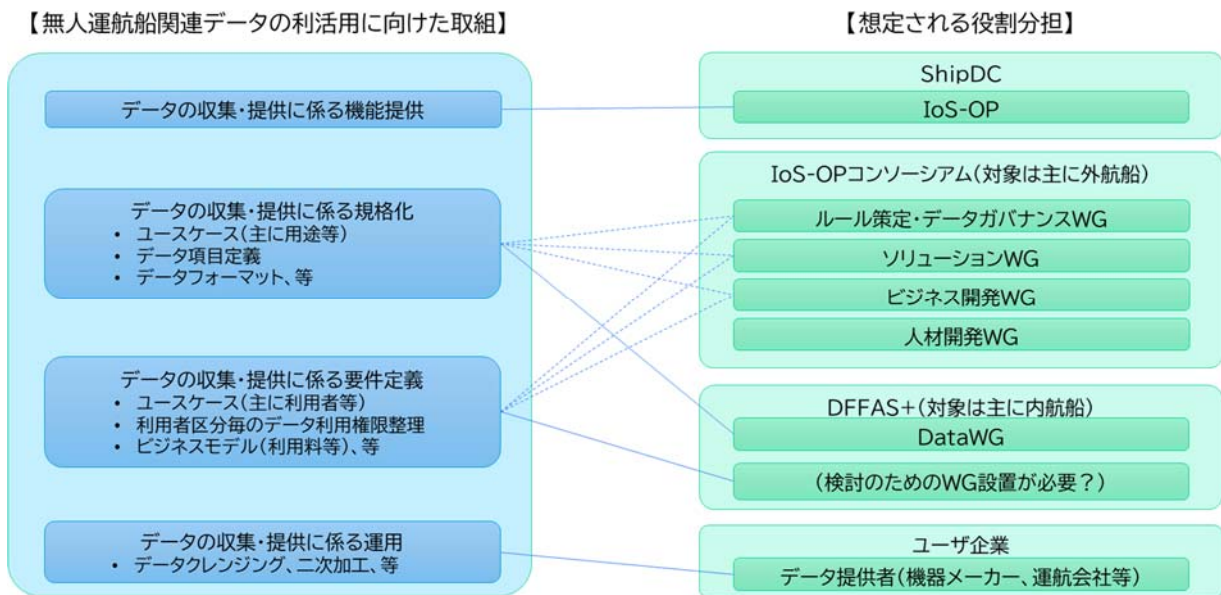 【無人運航船関連データの利活用に向けた取組】
データの収集・提供に係る機能提供
データの収集・提供に係る規格化
• ユースケース(主に用途等)
• データ項目定義
• データフォーマット、等
データの収集・提供に係る要件定義
• ユースケース(主に利用者等)
• 利用者区分毎のデータ利用権限整理
• ビジネスモデル(利用料等)、等
データの収集・提供に係る運用
• データクレンジング、二次加工、等
【想定される役割分担】
ShipDC
IoS-OP
IoS-OPコンソーシアム(対象は主に外航船)
ルール策定・データガバナンスWG
ソリューションWG
ビジネス開発WG
人材開発WG
DFFAS+(対象は主に内航船)
DataWG
(検討のためのWG設置が必要?)
ユーザ企業
データ提供者(機器メーカー、運航会社等)